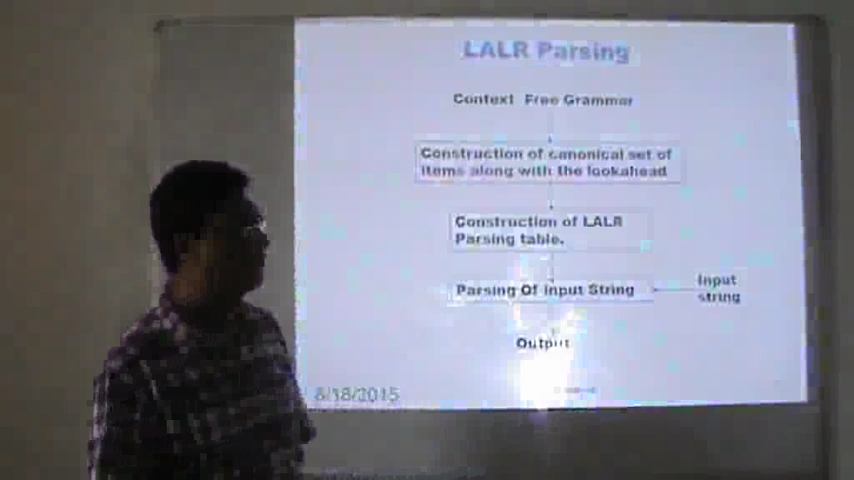 LALR Parsing
Context Free Grammar
Construction of canonical set of
items along with the lookahead
Construction of LALR
Parsing table.
Parsing Of Input String
Input
string
Output
8/18/2015